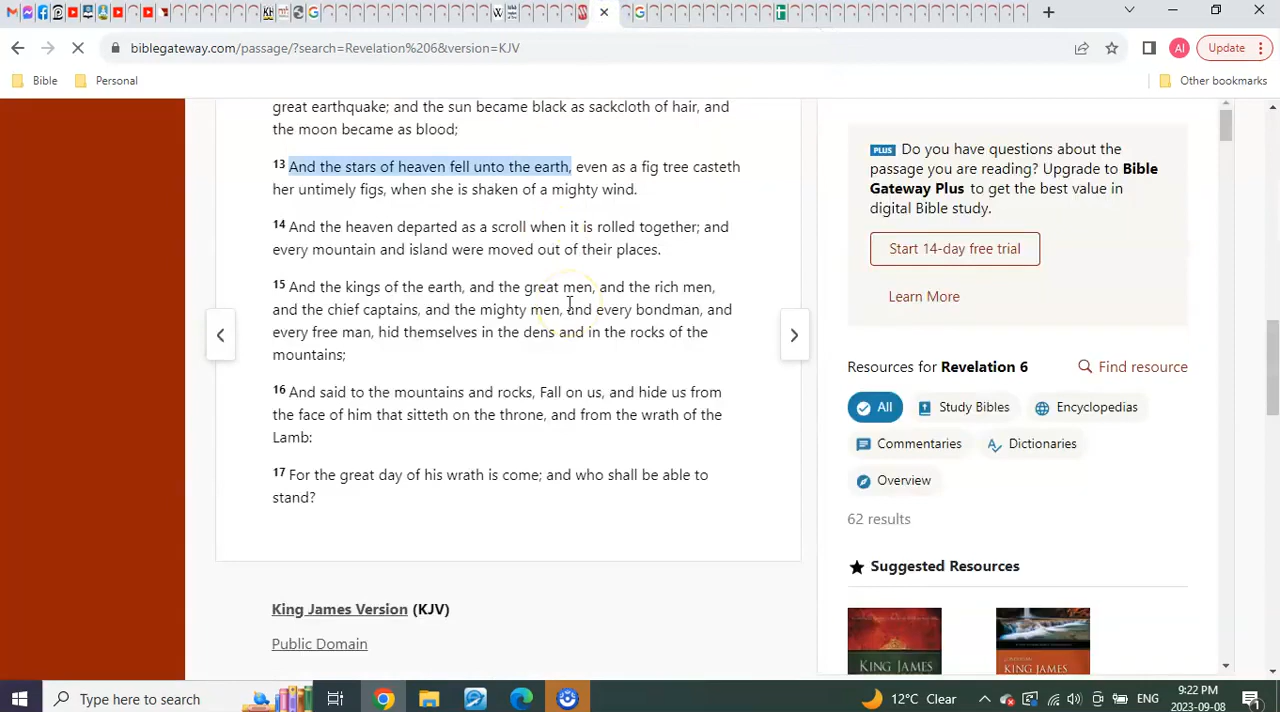 biblegateway.com/passage/?search=Revelation%206&version=KJV
AI
Update
Bible
Personal
Other bookmarks
great earthquake; and the sun became black as sackcloth of hair, and
the moon became as blood;
13 And the stars of heaven fell unto the earth, even as a fig tree casteth
her untimely figs, when she is shaken of a mighty wind.
14 And the heaven departed as a scroll when it is rolled together; and
every mountain and island were moved out of their places.
15 And the kings of the earth, and the great men, and the rich men,
and the chief captains, and the mighty men, and every bondman, and
every free man, hid themselves in the dens and in the rocks of the
mountains;
16 And said to the mountains and rocks, Fall on us, and hide us from
the face of him that sitteth on the throne, and from the wrath of the
Lamb:
17 For the great day of his wrath is come; and who shall be able to
stand?
King James Version (KJV)
Public Domain
PLUS Do you have questions about the
passage you are reading? Upgrade to Bible
Gateway Plus to get the best value in
digital Bible study.
Start 14-day free trial
Learn More
Resources for Revelation 6
Find resource
All
Study Bibles
Encyclopedias
Commentaries
Dictionaries
Overview
62 results
Suggested Resources
KING JAMES
KING JAMES
Type here to search
12°C Clear
ENG
9:22 PM
2023-09-08
1